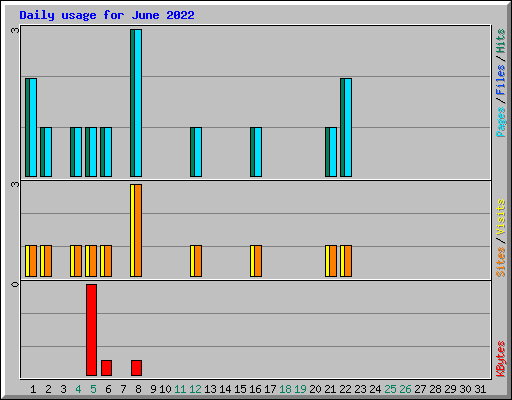 Daily usage for June 2022
3
Pages / Files / Hits
3
Sites / Visits
0
KBytes
1 2 3 4 5 6 7 8 9 10 11 12 13 14 15 16 17 18 19 20 21 22 23 24 25 26 27 28 29 30 31